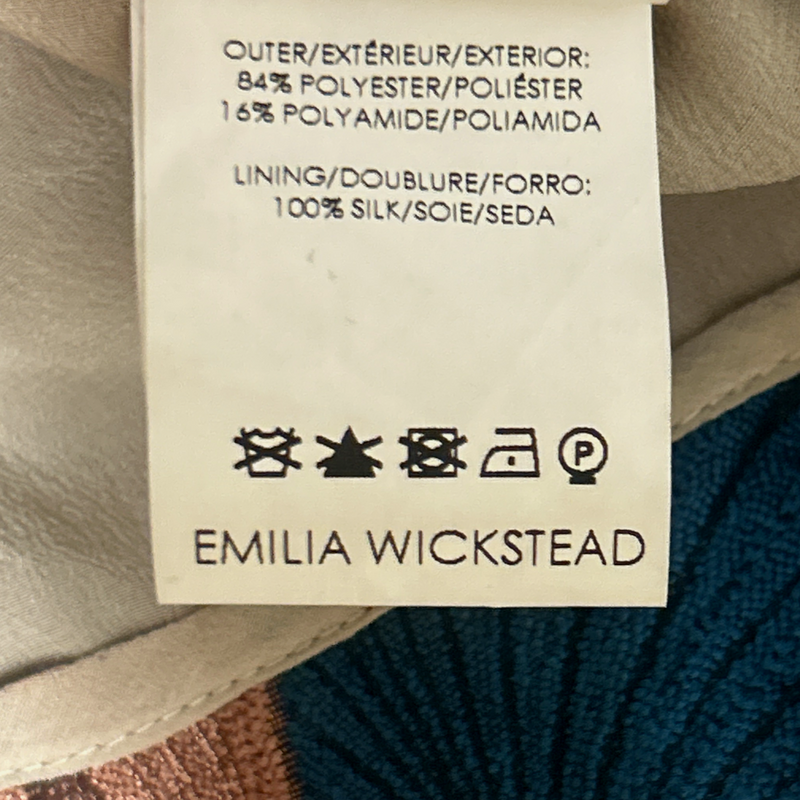 OUTER/EXTÉRIEUR/EXTERIOR:
84% POLYESTER/POLIÉSTER
16% POLYAMIDE/POLIAMIDA
LINING/DOUBLURE/FORRO:
100% SILK/SOIE/SEDA
P
EMILIA WICKSTEAD